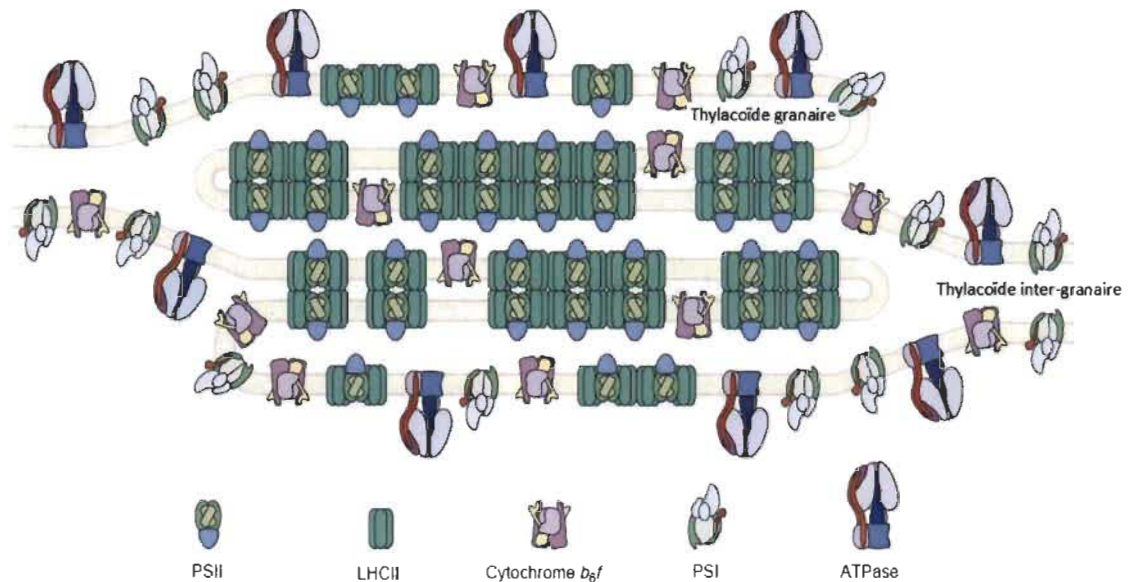 Thylacoïde granaire
Thylacoïde inter-granaire
PSII LHCII Cytochrome b₆f PSI ATPase